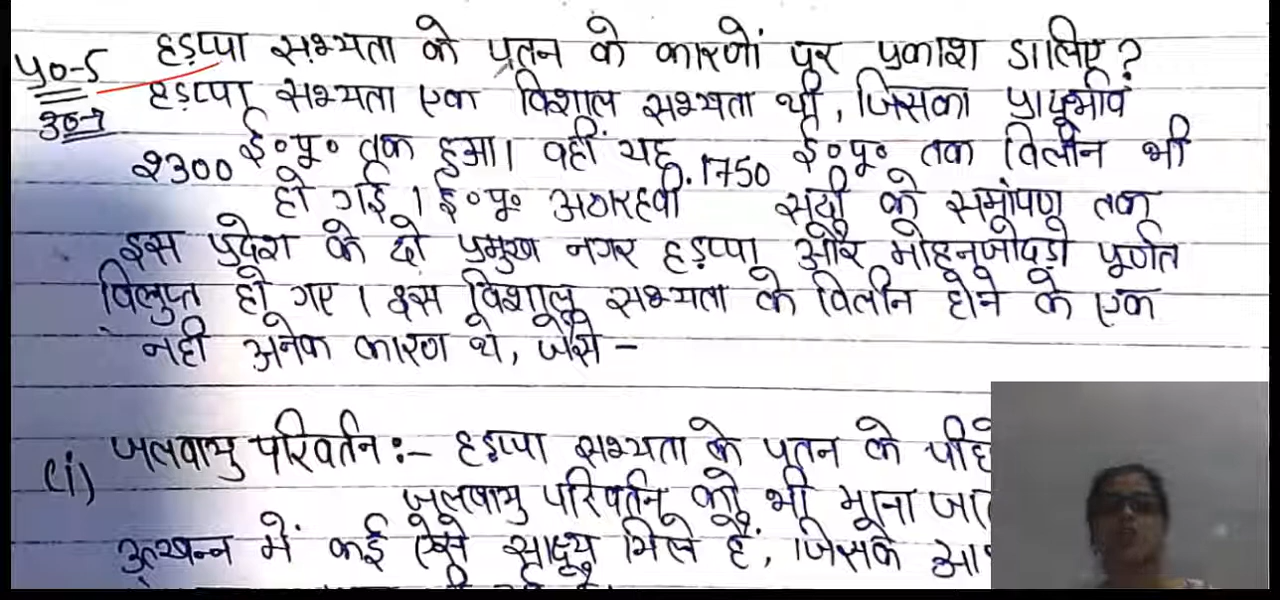 प्र०-5 हड़प्पा सभ्यता के पतन के कारणों पर प्रकाश डालिए?
उ०→ हड़प्पा सभ्यता एक विशाल सभ्यता थी, जिसका प्रादुर्भाव
2300 ई०पू० तक हुआ। वहीं यह 1750 ई०पू० तक विलीन भी
हो गई। ई०पू० अठारहवी सदी के समापण तक
इस प्रदेश के दो प्रमुख नगर हड़प्पा और मोहनजोदड़ो पूर्णत
विलुप्त हो गए। इस विशाल सभ्यता के विलीन होने के एक
नही अनेक कारण थे, जैसे –
(i) जलवायु परिवर्तन:- हड़प्पा सभ्यता के पतन के पीछे
जलवायु परिवर्तन को भी माना
उत्खन्न में कई ऐसे साक्ष्य मिले हैं, जिसके